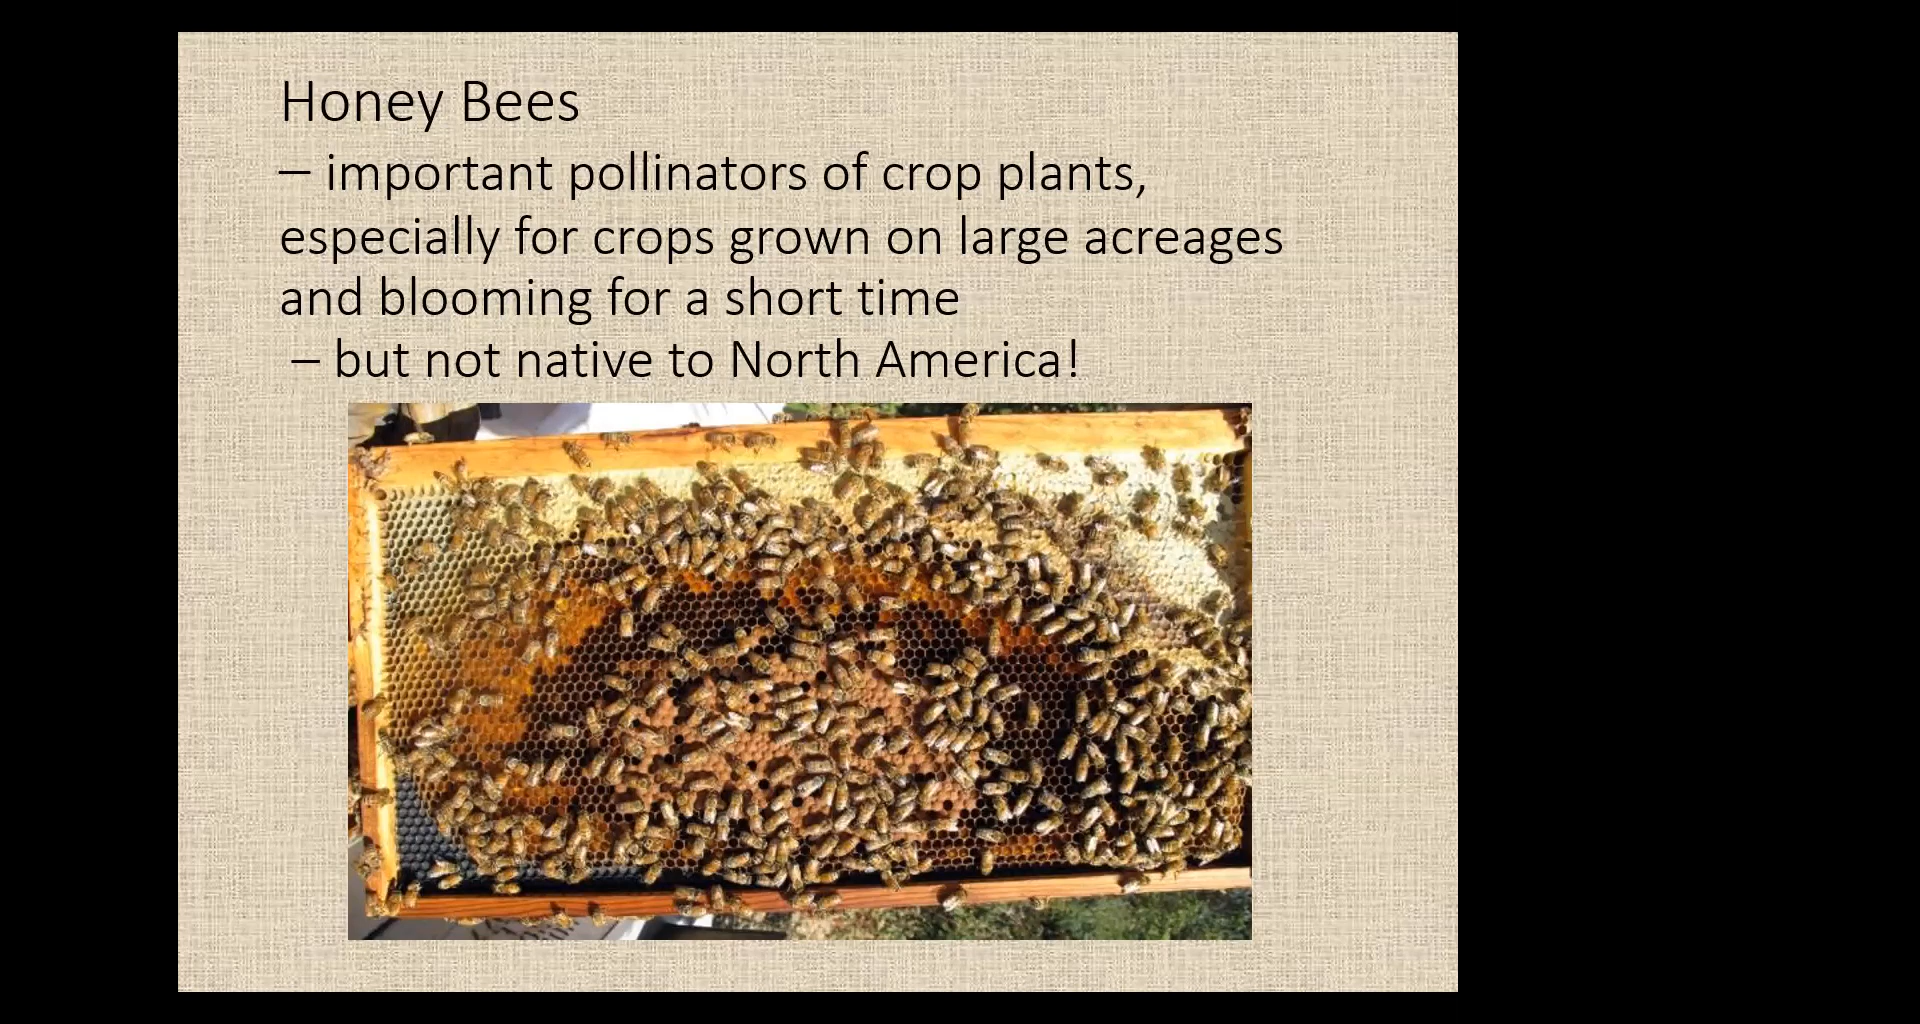 Honey Bees
– important pollinators of crop plants,
especially for crops grown on large acreages
and blooming for a short time
– but not native to North America!